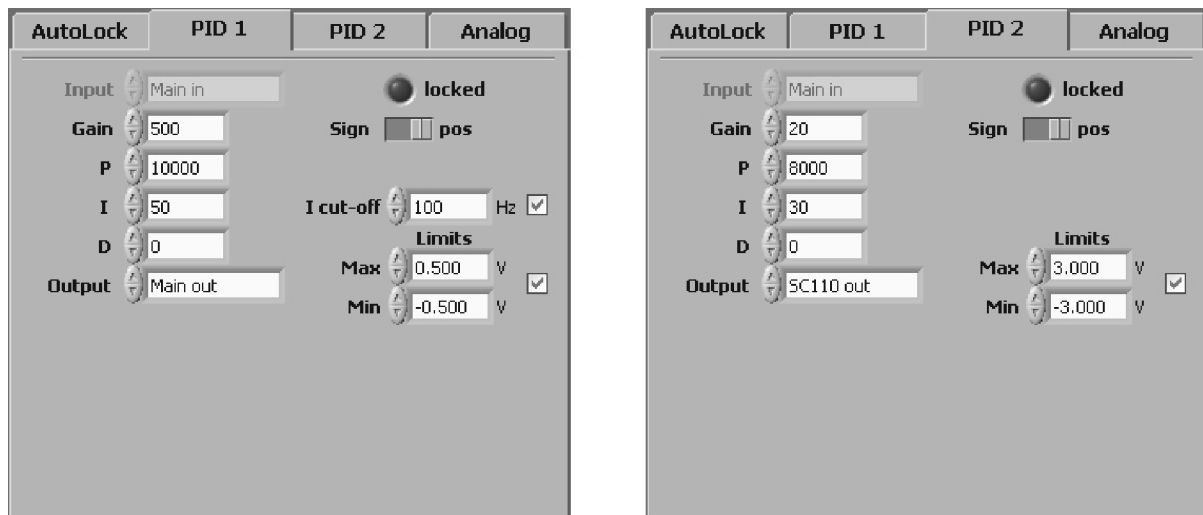 AutoLock PID 1 PID 2 Analog
Input Main in locked
Gain 500 Sign pos
P 10000
I 50 I cut-off 100 Hz
Limits
D 0 Max 0.500 V
Output Main out
Min -0.500 V
AutoLock PID 1 PID 2 Analog
Input Main in locked
Gain 20 Sign pos
P 8000
I 30
Limits
D 0 Max 3.000 V
Output SC110 out
Min -3.000 V